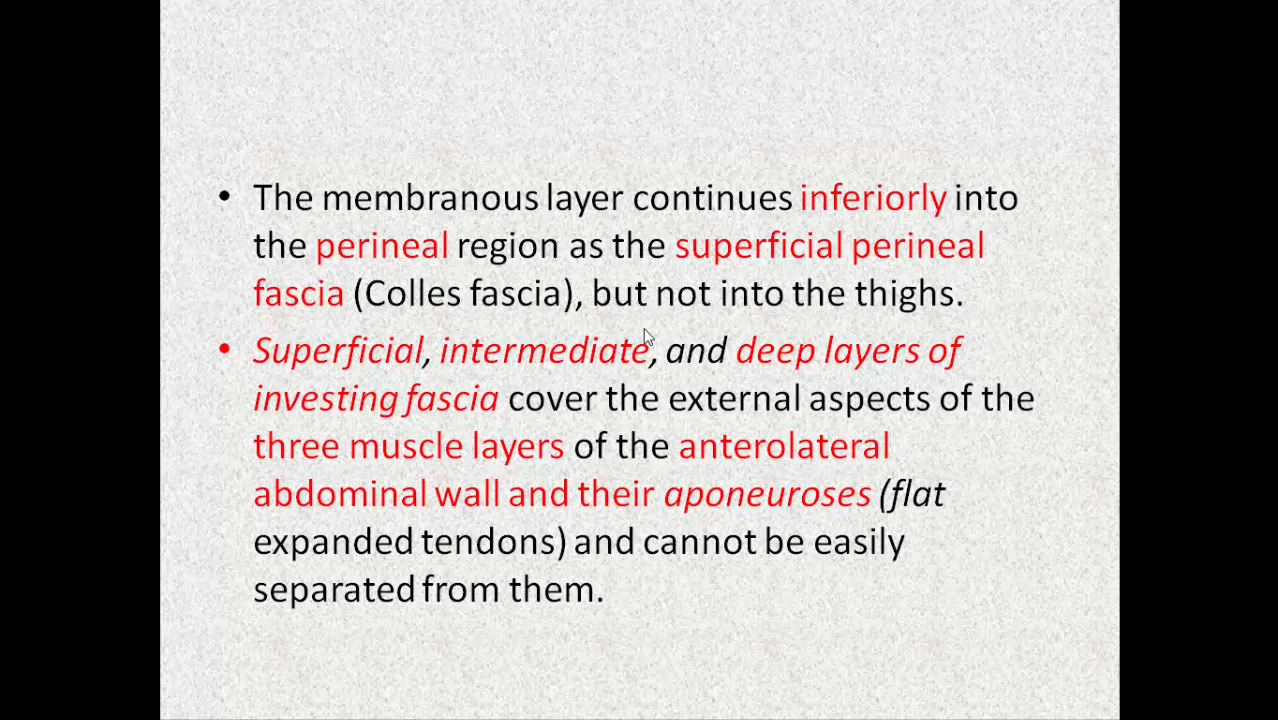 • The membranous layer continues inferiorly into
the perineal region as the superficial perineal
fascia (Colles fascia), but not into the thighs.
• Superficial, intermediate, and deep layers of
investing fascia cover the external aspects of the
three muscle layers of the anterolateral
abdominal wall and their aponeuroses (flat
expanded tendons) and cannot be easily
separated from them.